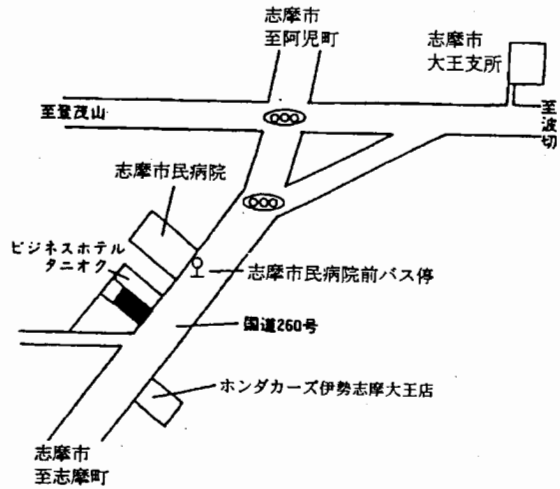 志摩市
至阿児町
志摩市
大王支所
至登茂山
至波切
志摩市民病院
ビジネスホテル
タニオク
志摩市民病院前バス停
国道260号
ホンダカーズ伊勢志摩大王店
志摩市
至志摩町